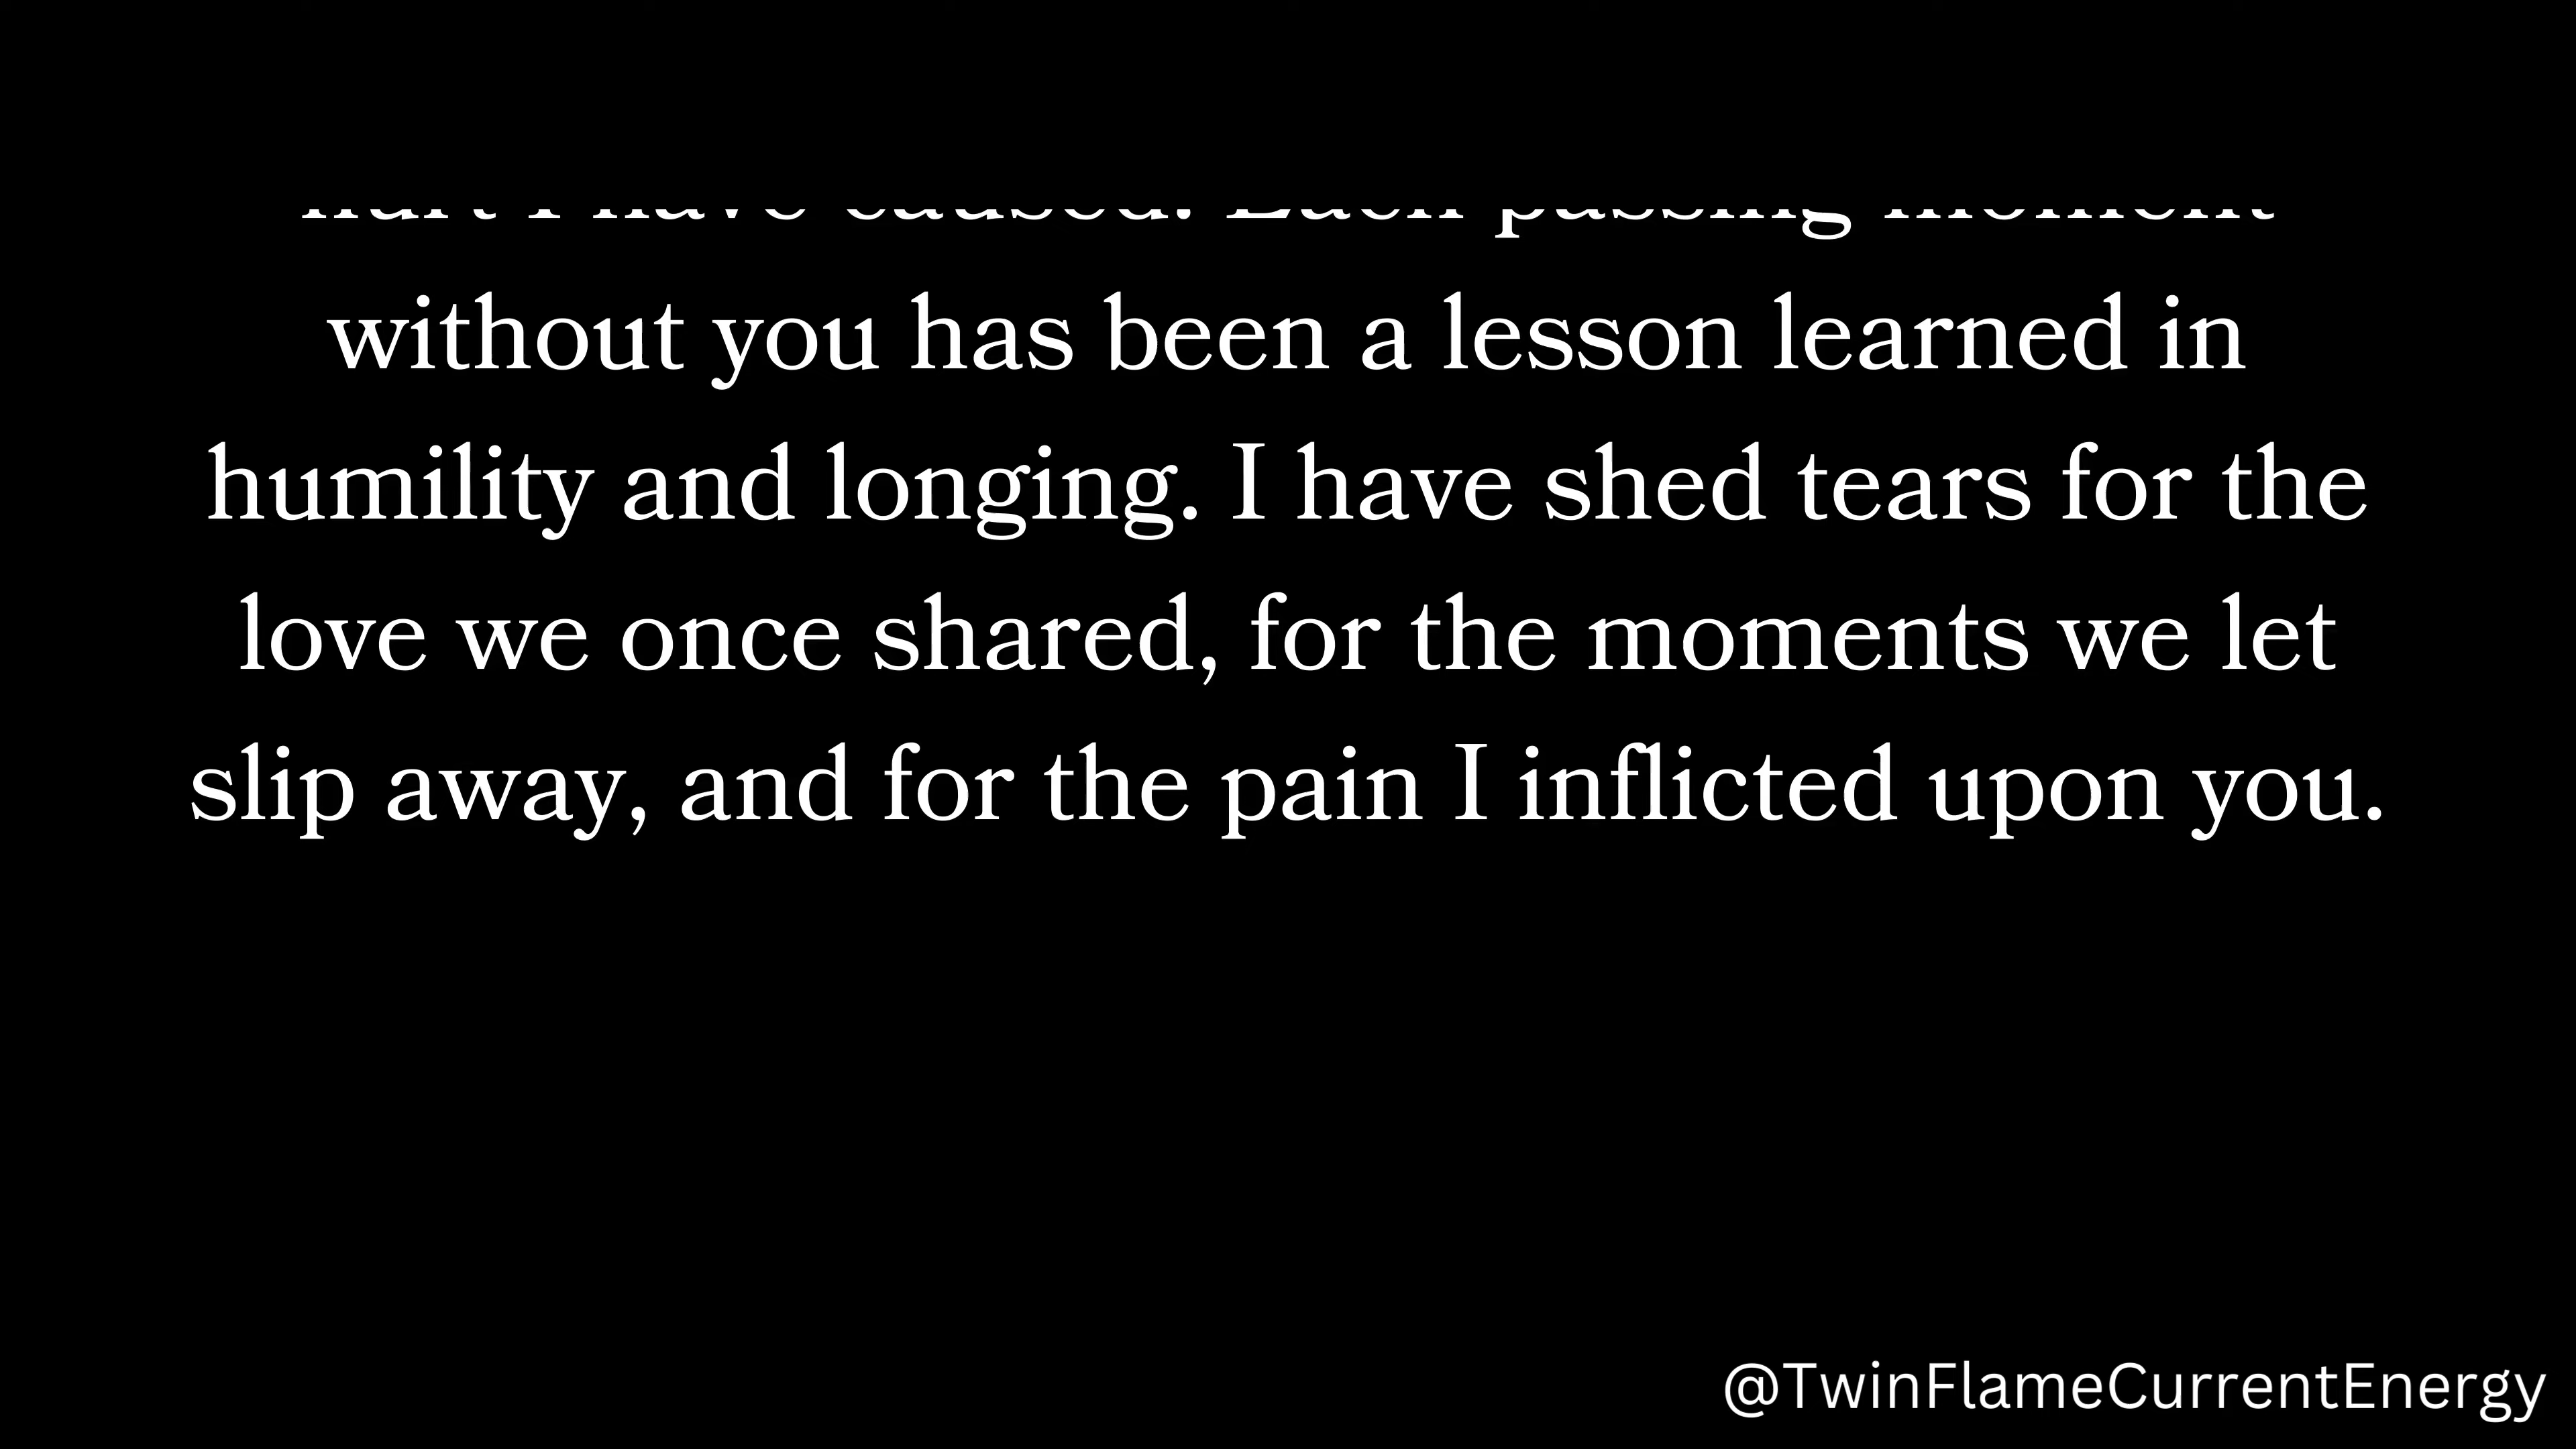 hurt I have caused. Each passing moment
without you has been a lesson learned in
humility and longing. I have shed tears for the
love we once shared, for the moments we let
slip away, and for the pain I inflicted upon you.
@TwinFlameCurrentEnergy